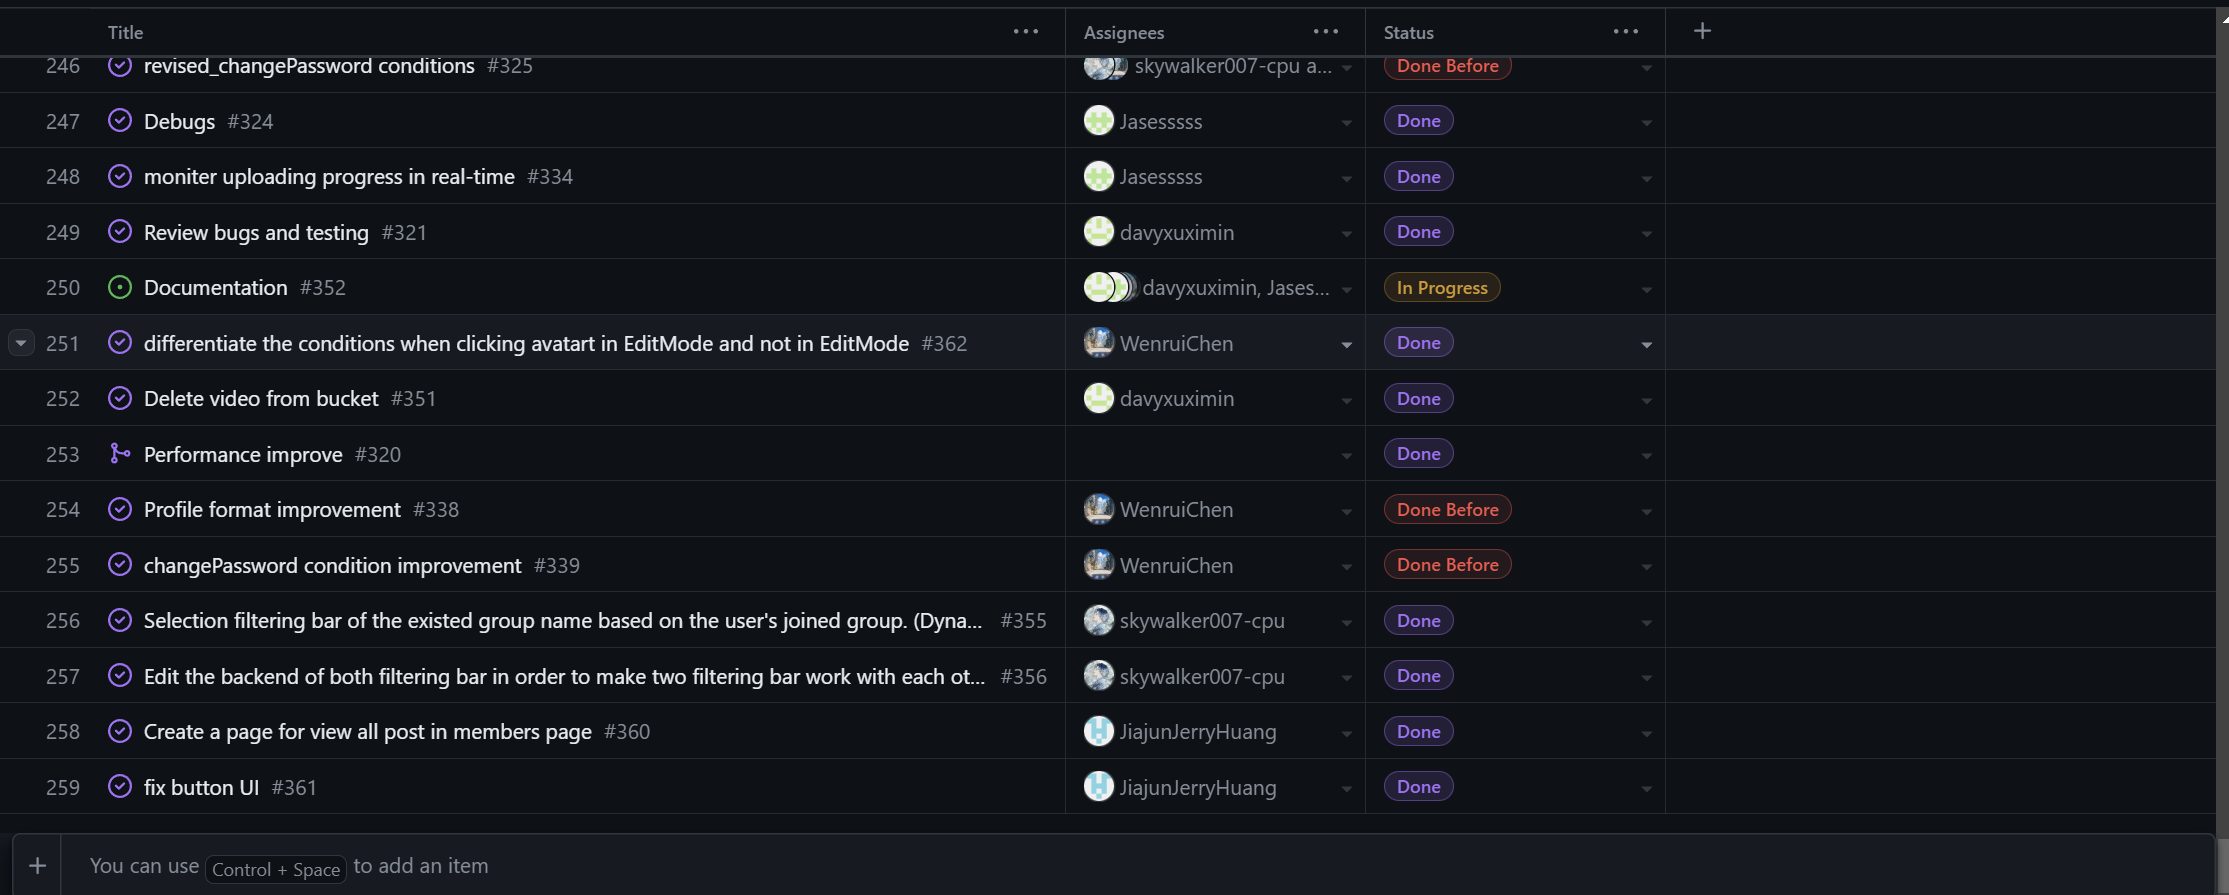 Title Assignees Status
246 revised_changePassword conditions #325 skywalker007-cpu a... Done Before
247 Debugs #324 Jasesssss Done
248 moniter uploading progress in real-time #334 Jasesssss Done
249 Review bugs and testing #321 davyxuximin Done
250 Documentation #352 davyxuximin, Jases... In Progress
251 differentiate the conditions when clicking avatart in EditMode and not in EditMode #362 WenruiChen Done
252 Delete video from bucket #351 davyxuximin Done
253 Performance improve #320 Done
254 Profile format improvement #338 WenruiChen Done Before
255 changePassword condition improvement #339 WenruiChen Done Before
256 Selection filtering bar of the existed group name based on the user's joined group. (Dyna... #355 skywalker007-cpu Done
257 Edit the backend of both filtering bar in order to make two filtering bar work with each ot... #356 skywalker007-cpu Done
258 Create a page for view all post in members page #360 JiajunJerryHuang Done
259 fix button UI #361 JiajunJerryHuang Done
You can use Control + Space to add an item